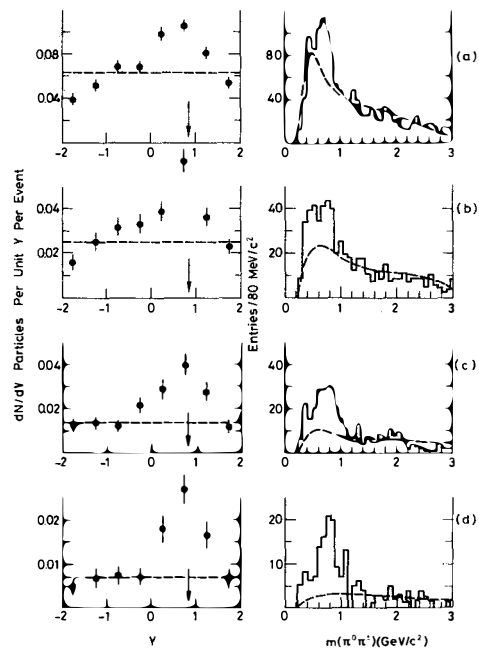 dN/dY Particles Per Unit Y Per Event
Entries/80 MeV/c²
0.08
0.04
-2 -1 0 1 2
80
40
0 1 2 3
(a)
0.04
0.02
-2 -1 0 1 2
40
20
0 1 2 3
(b)
0.04
0.02
-2 -1 0 1 2
40
20
0 1 2 3
(c)
0.02
0.01
-2 -1 0 1 2
Y
20
10
0 1 2 3
m(π⁰π±)(GeV/c²)
(d)